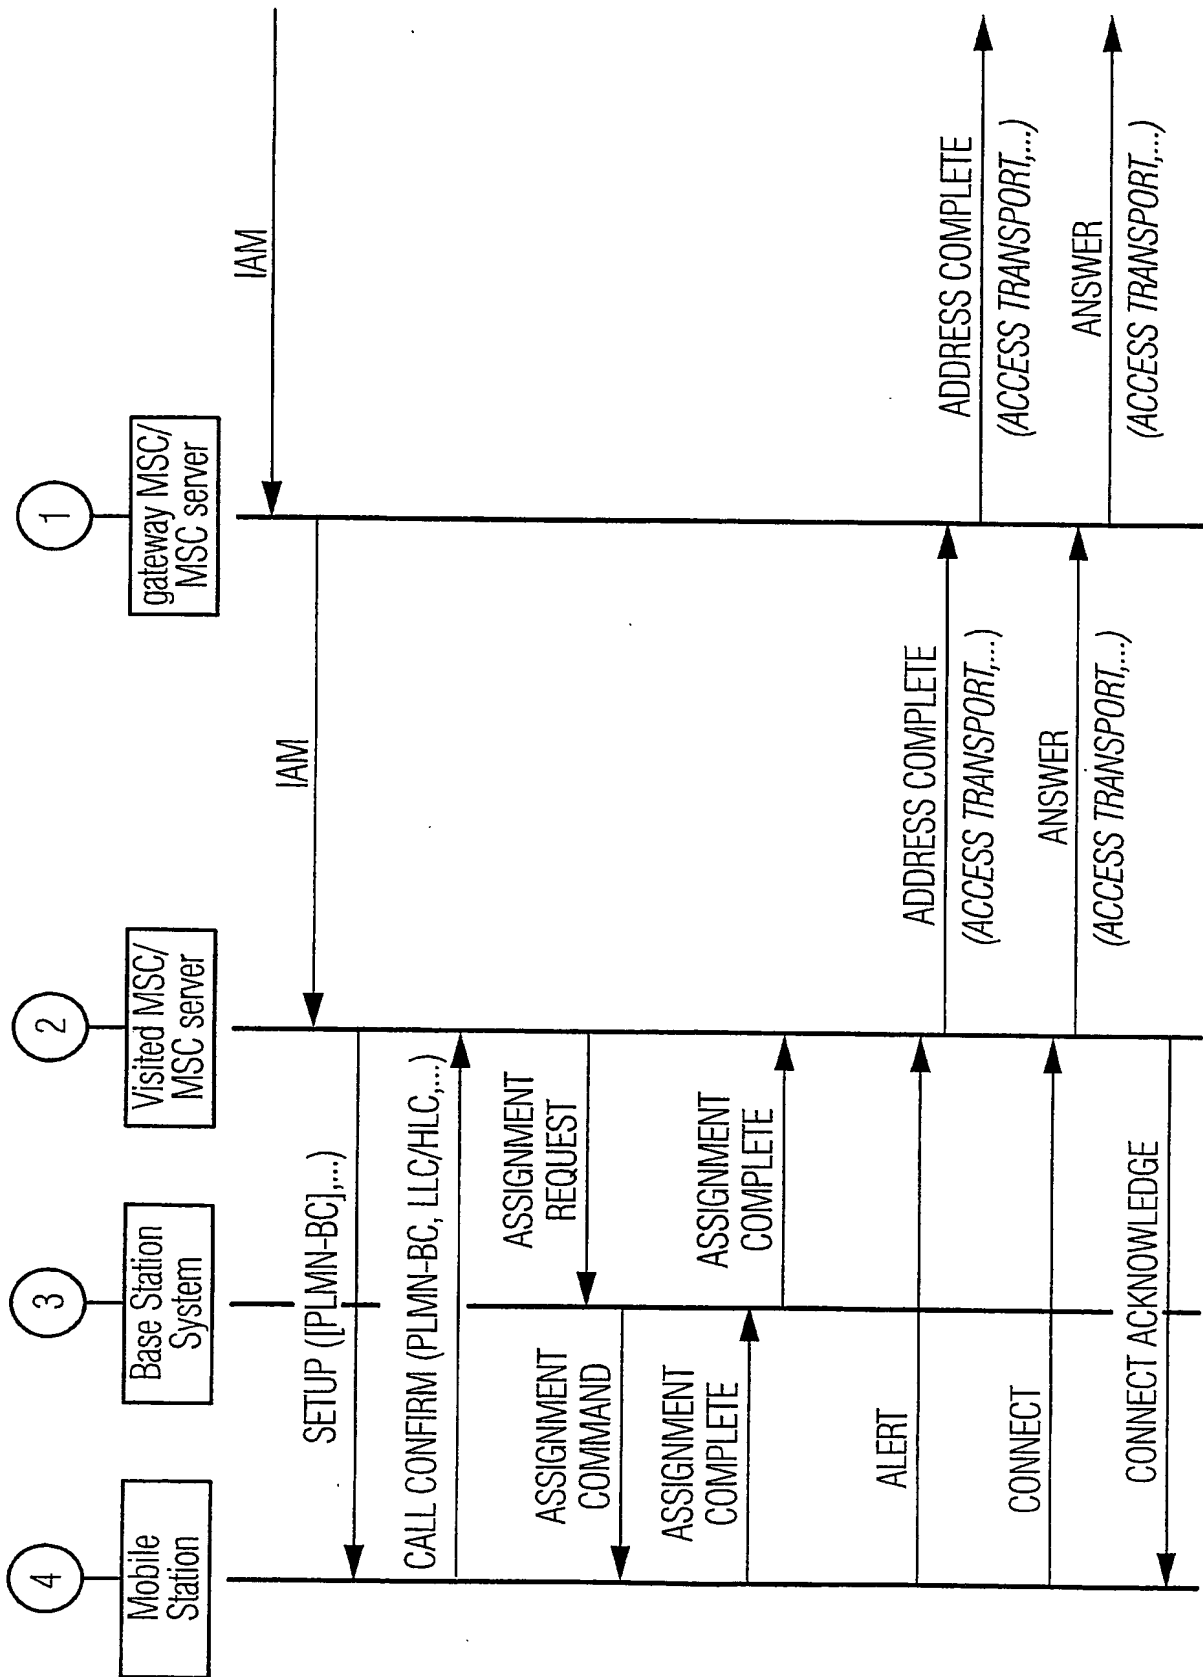 4
Mobile
Station
3
Base Station
System
2
Visited MSC/
MSC server
1
gateway MSC/
MSC server
IAM
IAM
SETUP ([PLMN-BC],...)
CALL CONFIRM (PLMN-BC, LLC/HLC,...)
ASSIGNMENT
REQUEST
ASSIGNMENT
COMMAND
ASSIGNMENT
COMPLETE
ASSIGNMENT
COMPLETE
ALERT
ADDRESS COMPLETE
(ACCESS TRANSPORT,...)
ADDRESS COMPLETE
(ACCESS TRANSPORT,...)
CONNECT
ANSWER
(ACCESS TRANSPORT,...)
ANSWER
(ACCESS TRANSPORT,...)
CONNECT ACKNOWLEDGE